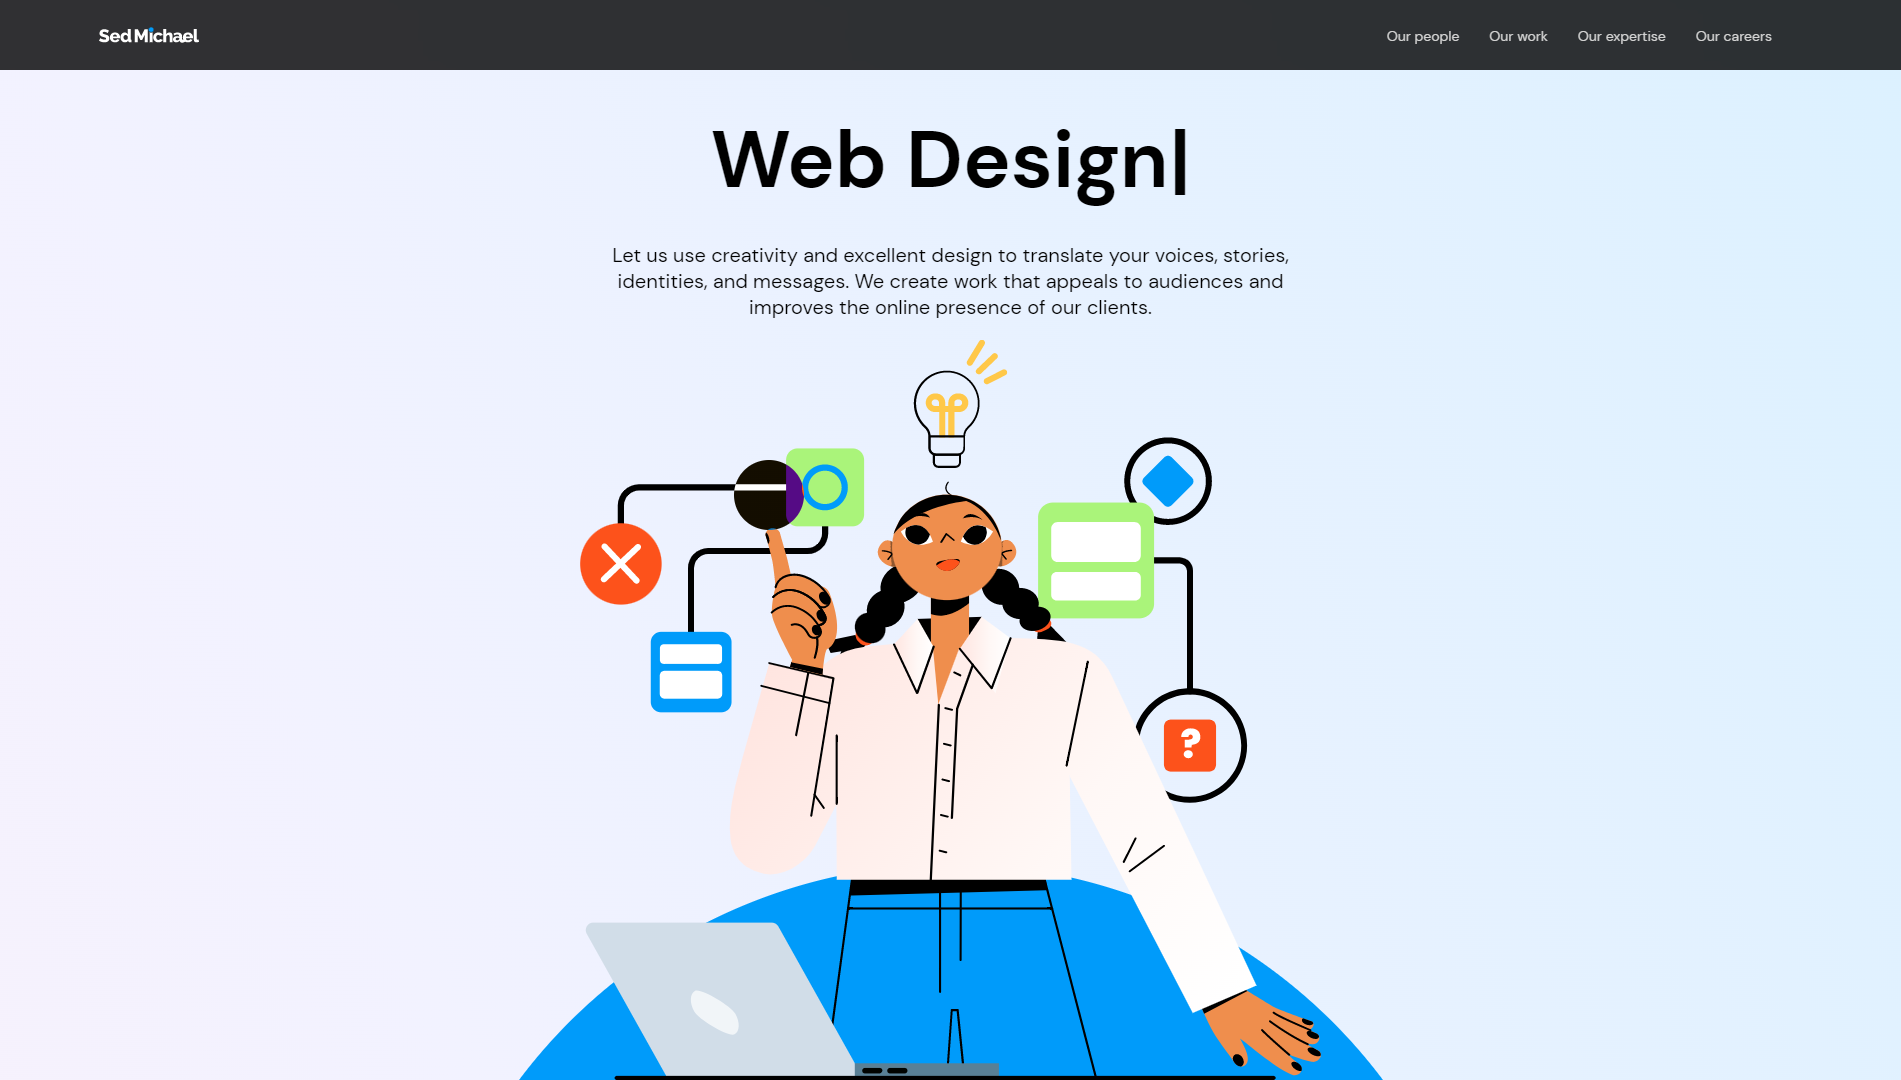 Sed Michael
Our people
Our work
Our expertise
Our careers
Web Design|
Let us use creativity and excellent design to translate your voices, stories,
identities, and messages. We create work that appeals to audiences and
improves the online presence of our clients.
?